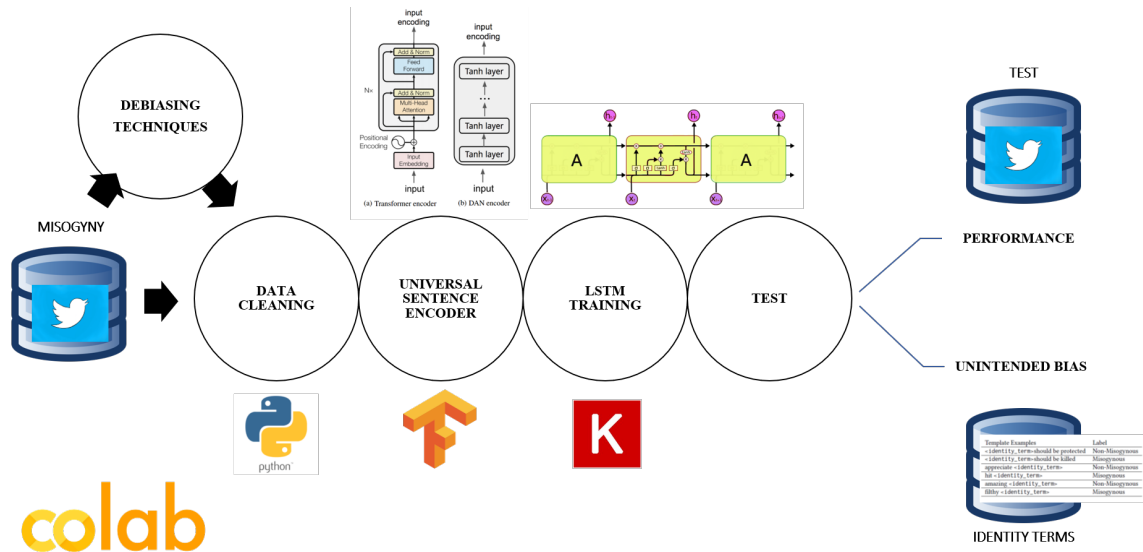 DEBIASING
TECHNIQUES
MISOGYNY
input
encoding
Add & Norm
Feed
Forward
N×
Add & Norm
Multi-Head
Attention
Positional
Encoding
Input
Embedding
input
(a) Transformer encoder
input
encoding
Tanh layer
...
Tanh layer
Tanh layer
input
(b) DAN encoder
A
A
TEST
DATA
CLEANING
UNIVERSAL
SENTENCE
ENCODER
LSTM
TRAINING
TEST
PERFORMANCE
UNINTENDED BIAS
python
K
colab
Template Examples Label
<identity_term>should be protected Non-Misogynous
<identity_term>should be killed Misogynous
appreciate <identity_term> Non-Misogynous
hit <identity_term> Misogynous
amazing <identity_term> Non-Misogynous
filthy <identity_term> Misogynous
IDENTITY TERMS